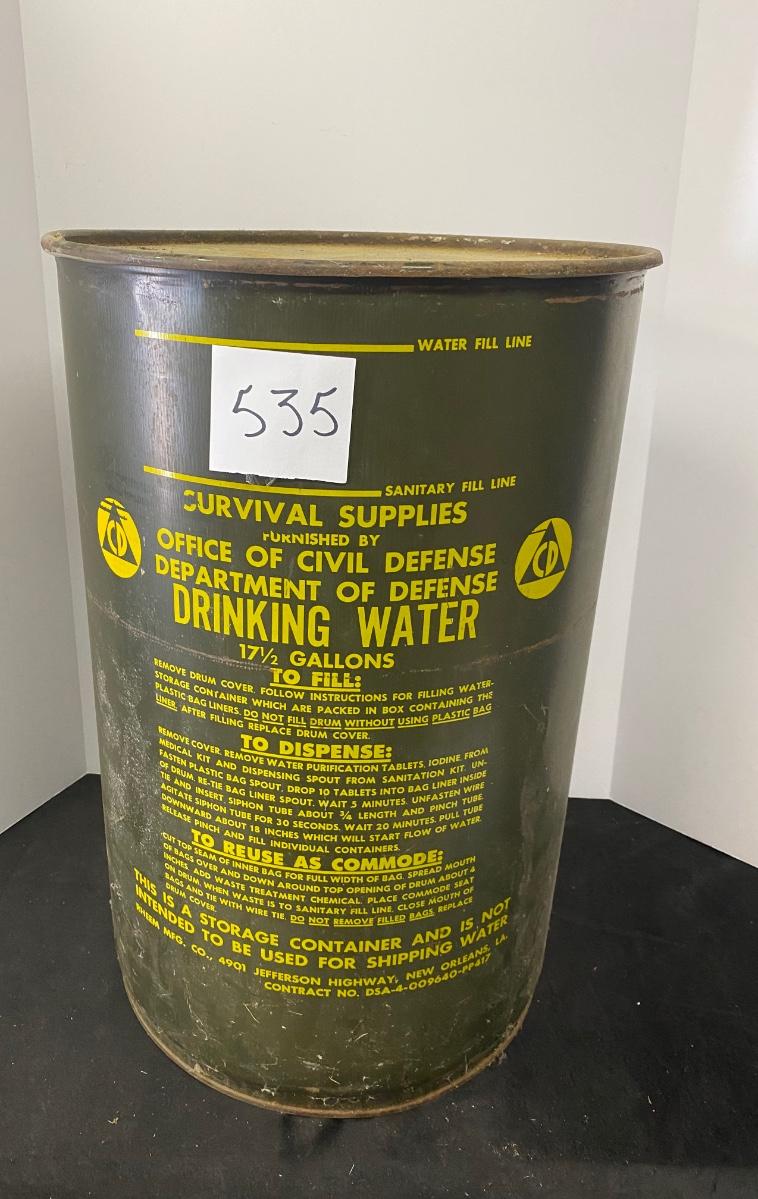 WATER FILL LINE
535
SANITARY FILL LINE
SURVIVAL SUPPLIES
FURNISHED BY
OFFICE OF CIVIL DEFENSE
DEPARTMENT OF DEFENSE
CD
CD
DRINKING WATER
17½ GALLONS
TO FILL:
REMOVE DRUM COVER. FOLLOW INSTRUCTIONS FOR FILLING WATER-
STORAGE CONTAINER WHICH ARE PACKED IN BOX CONTAINING THE
PLASTIC BAG LINERS. DO NOT FILL DRUM WITHOUT USING PLASTIC BAG
LINER. AFTER FILLING REPLACE DRUM COVER.
TO DISPENSE:
REMOVE COVER. REMOVE WATER PURIFICATION TABLETS, IODINE, FROM
MEDICAL KIT AND DISPENSING SPOUT FROM SANITATION KIT. UN-
FASTEN PLASTIC BAG SPOUT, DROP 10 TABLETS INTO BAG LINER INSIDE
OF DRUM. RE-TIE BAG LINER SPOUT. WAIT 5 MINUTES. UNFASTEN WIRE
TIE AND INSERT SIPHON TUBE ABOUT ¾ LENGTH AND PINCH TUBE.
AGITATE SIPHON TUBE FOR 30 SECONDS. WAIT 20 MINUTES. PULL TUBE
DOWNWARD ABOUT 18 INCHES WHICH WILL START FLOW OF WATER.
RELEASE PINCH AND FILL INDIVIDUAL CONTAINERS.
TO REUSE AS COMMODE:
CUT TOP SEAM OF INNER BAG FOR FULL WIDTH OF BAG. SPREAD MOUTH
OF BAGS OVER AND DOWN AROUND TOP OPENING OF DRUM ABOUT 4
INCHES. ADD WASTE TREATMENT CHEMICAL. PLACE COMMODE SEAT
ON DRUM. WHEN WASTE IS TO SANITARY FILL LINE, CLOSE MOUTH OF
BAGS AND TIE WITH WIRE TIE. DO NOT REMOVE FILLED BAGS. REPLACE
DRUM COVER.
THIS IS A STORAGE CONTAINER AND IS NOT
INTENDED TO BE USED FOR SHIPPING WATER
RHEEM MFG. CO., 4901 JEFFERSON HIGHWAY, NEW ORLEANS, LA.
CONTRACT NO. DSA-4-009640-PP417